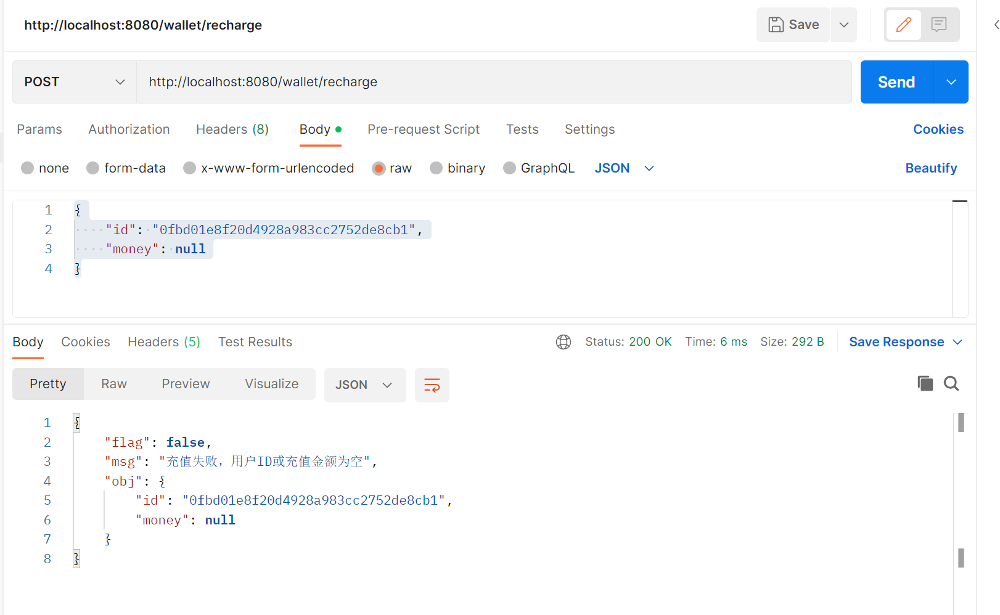 http://localhost:8080/wallet/recharge
Save
POST
http://localhost:8080/wallet/recharge
Send
Params Authorization Headers (8) Body Pre-request Script Tests Settings Cookies
none form-data x-www-form-urlencoded raw binary GraphQL JSON Beautify
1 {
2 "id": "0fbd01e8f20d4928a983cc2752de8cb1",
3 "money": null
4 }
Body Cookies Headers (5) Test Results Status: 200 OK Time: 6 ms Size: 292 B Save Response
Pretty Raw Preview Visualize JSON
1 {
2 "flag": false,
3 "msg": "充值失败，用户ID或充值金额为空",
4 "obj": {
5 "id": "0fbd01e8f20d4928a983cc2752de8cb1",
6 "money": null
7 }
8 }